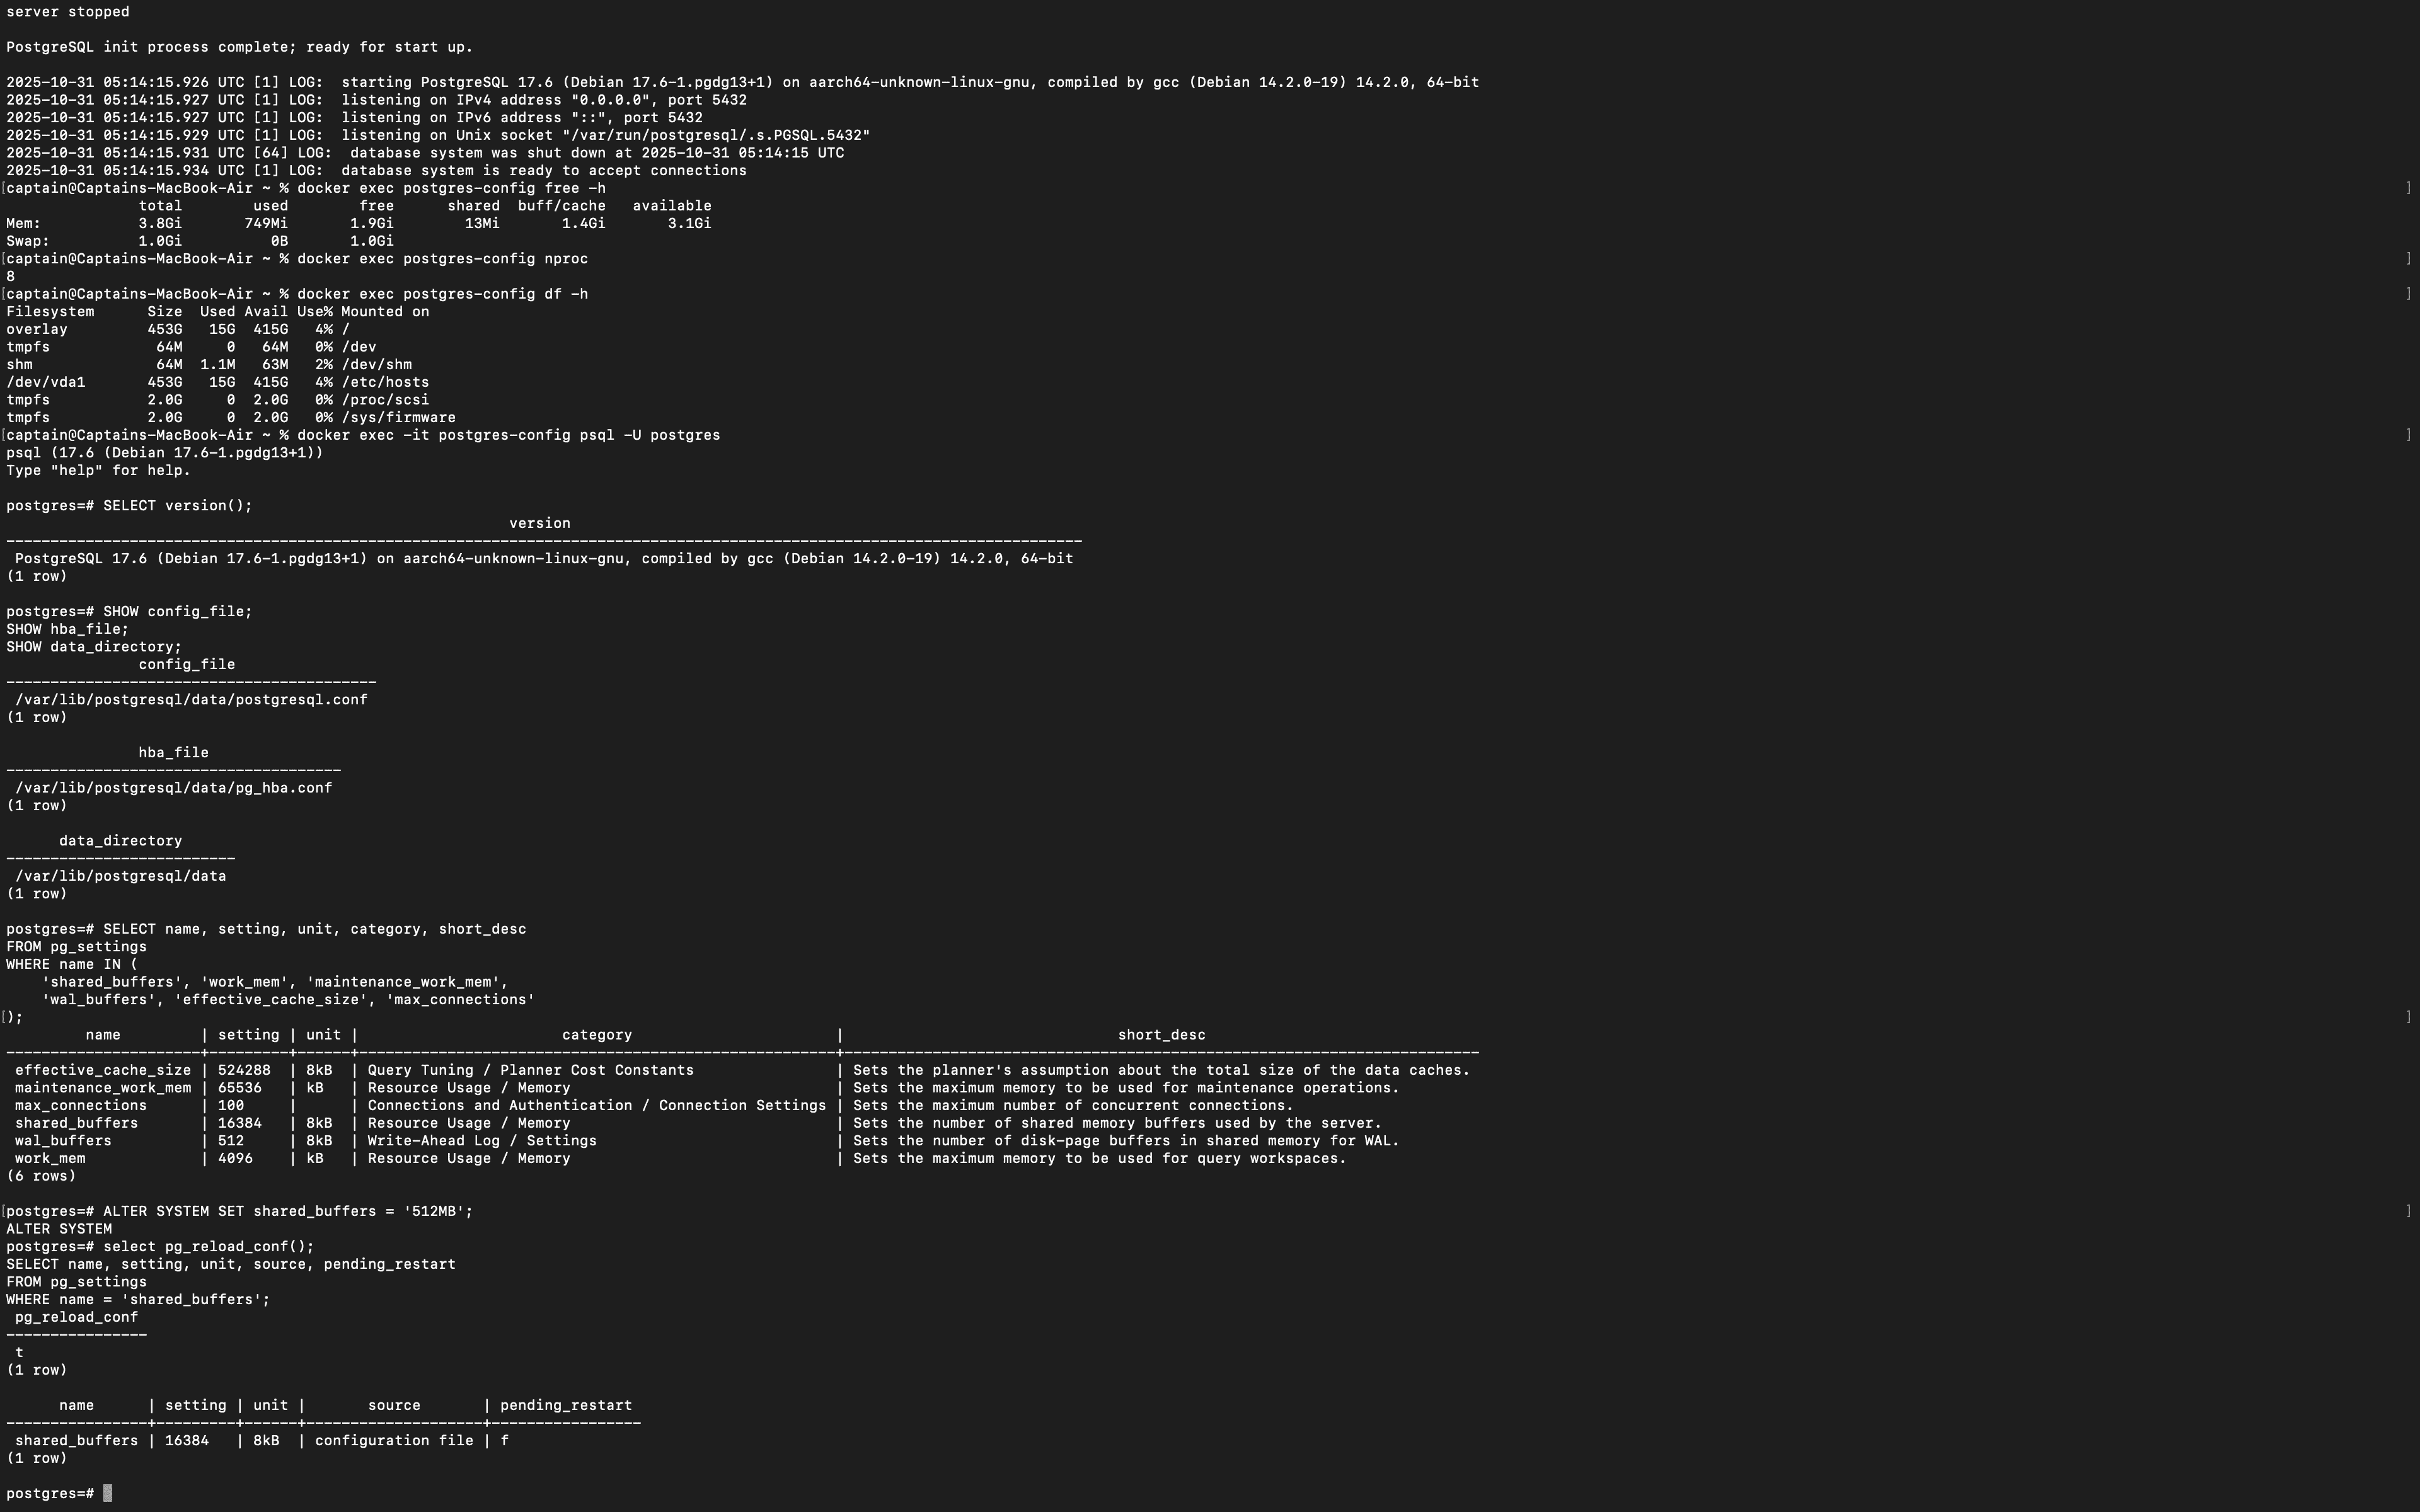 server stopped
PostgreSQL init process complete; ready for start up.
2025-10-31 05:14:15.926 UTC [1] LOG:  starting PostgreSQL 17.6 (Debian 17.6-1.pgdg13+1) on aarch64-unknown-linux-gnu, compiled by gcc (Debian 14.2.0-19) 14.2.0, 64-bit
2025-10-31 05:14:15.927 UTC [1] LOG:  listening on IPv4 address "0.0.0.0", port 5432
2025-10-31 05:14:15.927 UTC [1] LOG:  listening on IPv6 address "::", port 5432
2025-10-31 05:14:15.929 UTC [1] LOG:  listening on Unix socket "/var/run/postgresql/.s.PGSQL.5432"
2025-10-31 05:14:15.931 UTC [64] LOG:  database system was shut down at 2025-10-31 05:14:15 UTC
2025-10-31 05:14:15.934 UTC [1] LOG:  database system is ready to accept connections
[captain@Captains-MacBook-Air ~ % docker exec postgres-config free -h ]
               total        used        free      shared  buff/cache   available
Mem:           3.8Gi       749Mi       1.9Gi        13Mi       1.4Gi       3.1Gi
Swap:          1.0Gi          0B       1.0Gi
[captain@Captains-MacBook-Air ~ % docker exec postgres-config nproc ]
8
[captain@Captains-MacBook-Air ~ % docker exec postgres-config df -h ]
Filesystem      Size  Used Avail Use% Mounted on
overlay         453G   15G  415G   4% /
tmpfs            64M     0   64M   0% /dev
shm              64M  1.1M   63M   2% /dev/shm
/dev/vda1       453G   15G  415G   4% /etc/hosts
tmpfs           2.0G     0  2.0G   0% /proc/scsi
tmpfs           2.0G     0  2.0G   0% /sys/firmware
[captain@Captains-MacBook-Air ~ % docker exec -it postgres-config psql -U postgres ]
psql (17.6 (Debian 17.6-1.pgdg13+1))
Type "help" for help.
postgres=# SELECT version();
                                                         version
--------------------------------------------------------------------------------------------------------------------------
 PostgreSQL 17.6 (Debian 17.6-1.pgdg13+1) on aarch64-unknown-linux-gnu, compiled by gcc (Debian 14.2.0-19) 14.2.0, 64-bit
(1 row)
postgres=# SHOW config_file;
SHOW hba_file;
SHOW data_directory;
               config_file
------------------------------------------
 /var/lib/postgresql/data/postgresql.conf
(1 row)
               hba_file
--------------------------------------
 /var/lib/postgresql/data/pg_hba.conf
(1 row)
      data_directory
--------------------------
 /var/lib/postgresql/data
(1 row)
postgres=# SELECT name, setting, unit, category, short_desc
FROM pg_settings
WHERE name IN (
    'shared_buffers', 'work_mem', 'maintenance_work_mem',
    'wal_buffers', 'effective_cache_size', 'max_connections'
[); ]
         name         | setting | unit |                       category                       |                               short_desc
----------------------+---------+------+------------------------------------------------------+------------------------------------------------------------------------
 effective_cache_size | 524288  | 8kB  | Query Tuning / Planner Cost Constants                | Sets the planner's assumption about the total size of the data caches.
 maintenance_work_mem | 65536   | kB   | Resource Usage / Memory                              | Sets the maximum memory to be used for maintenance operations.
 max_connections      | 100     |      | Connections and Authentication / Connection Settings | Sets the maximum number of concurrent connections.
 shared_buffers       | 16384   | 8kB  | Resource Usage / Memory                              | Sets the number of shared memory buffers used by the server.
 wal_buffers          | 512     | 8kB  | Write-Ahead Log / Settings                           | Sets the number of disk-page buffers in shared memory for WAL.
 work_mem             | 4096    | kB   | Resource Usage / Memory                              | Sets the maximum memory to be used for query workspaces.
(6 rows)
[postgres=# ALTER SYSTEM SET shared_buffers = '512MB'; ]
ALTER SYSTEM
postgres=# select pg_reload_conf();
SELECT name, setting, unit, source, pending_restart
FROM pg_settings
WHERE name = 'shared_buffers';
 pg_reload_conf
----------------
 t
(1 row)
      name      | setting | unit |       source       | pending_restart
----------------+---------+------+--------------------+-----------------
 shared_buffers | 16384   | 8kB  | configuration file | f
(1 row)
postgres=#